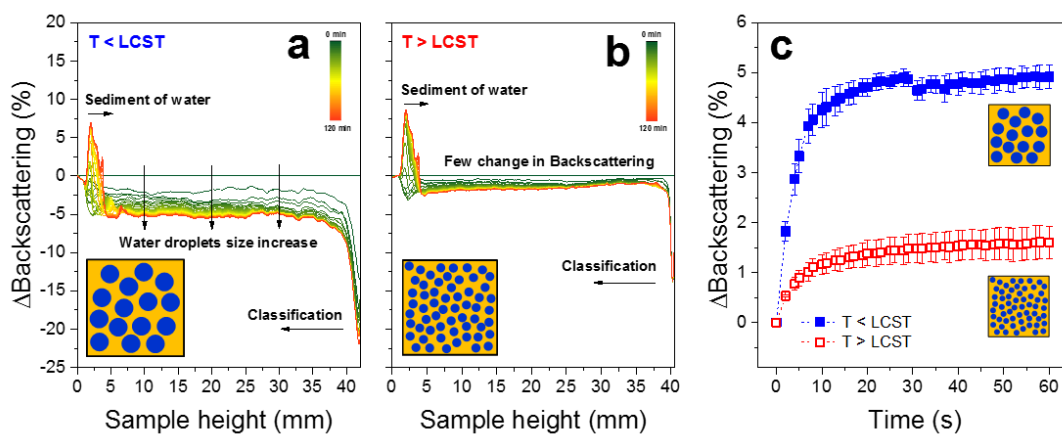 T < LCST
a
0 min
120 min
Sediment of water
Water droplets size increase
Classification
ΔBackscattering (%)
20
15
10
5
0
-5
-10
-15
-20
-25
0 5 10 15 20 25 30 35 40
Sample height (mm)
T > LCST
b
0 min
120 min
Sediment of water
Few change in Backscattering
Classification
0 5 10 15 20 25 30 35 40
Sample height (mm)
c
ΔBackscattering (%)
6
5
4
3
2
1
0
T < LCST
T > LCST
0 10 20 30 40 50 60
Time (s)